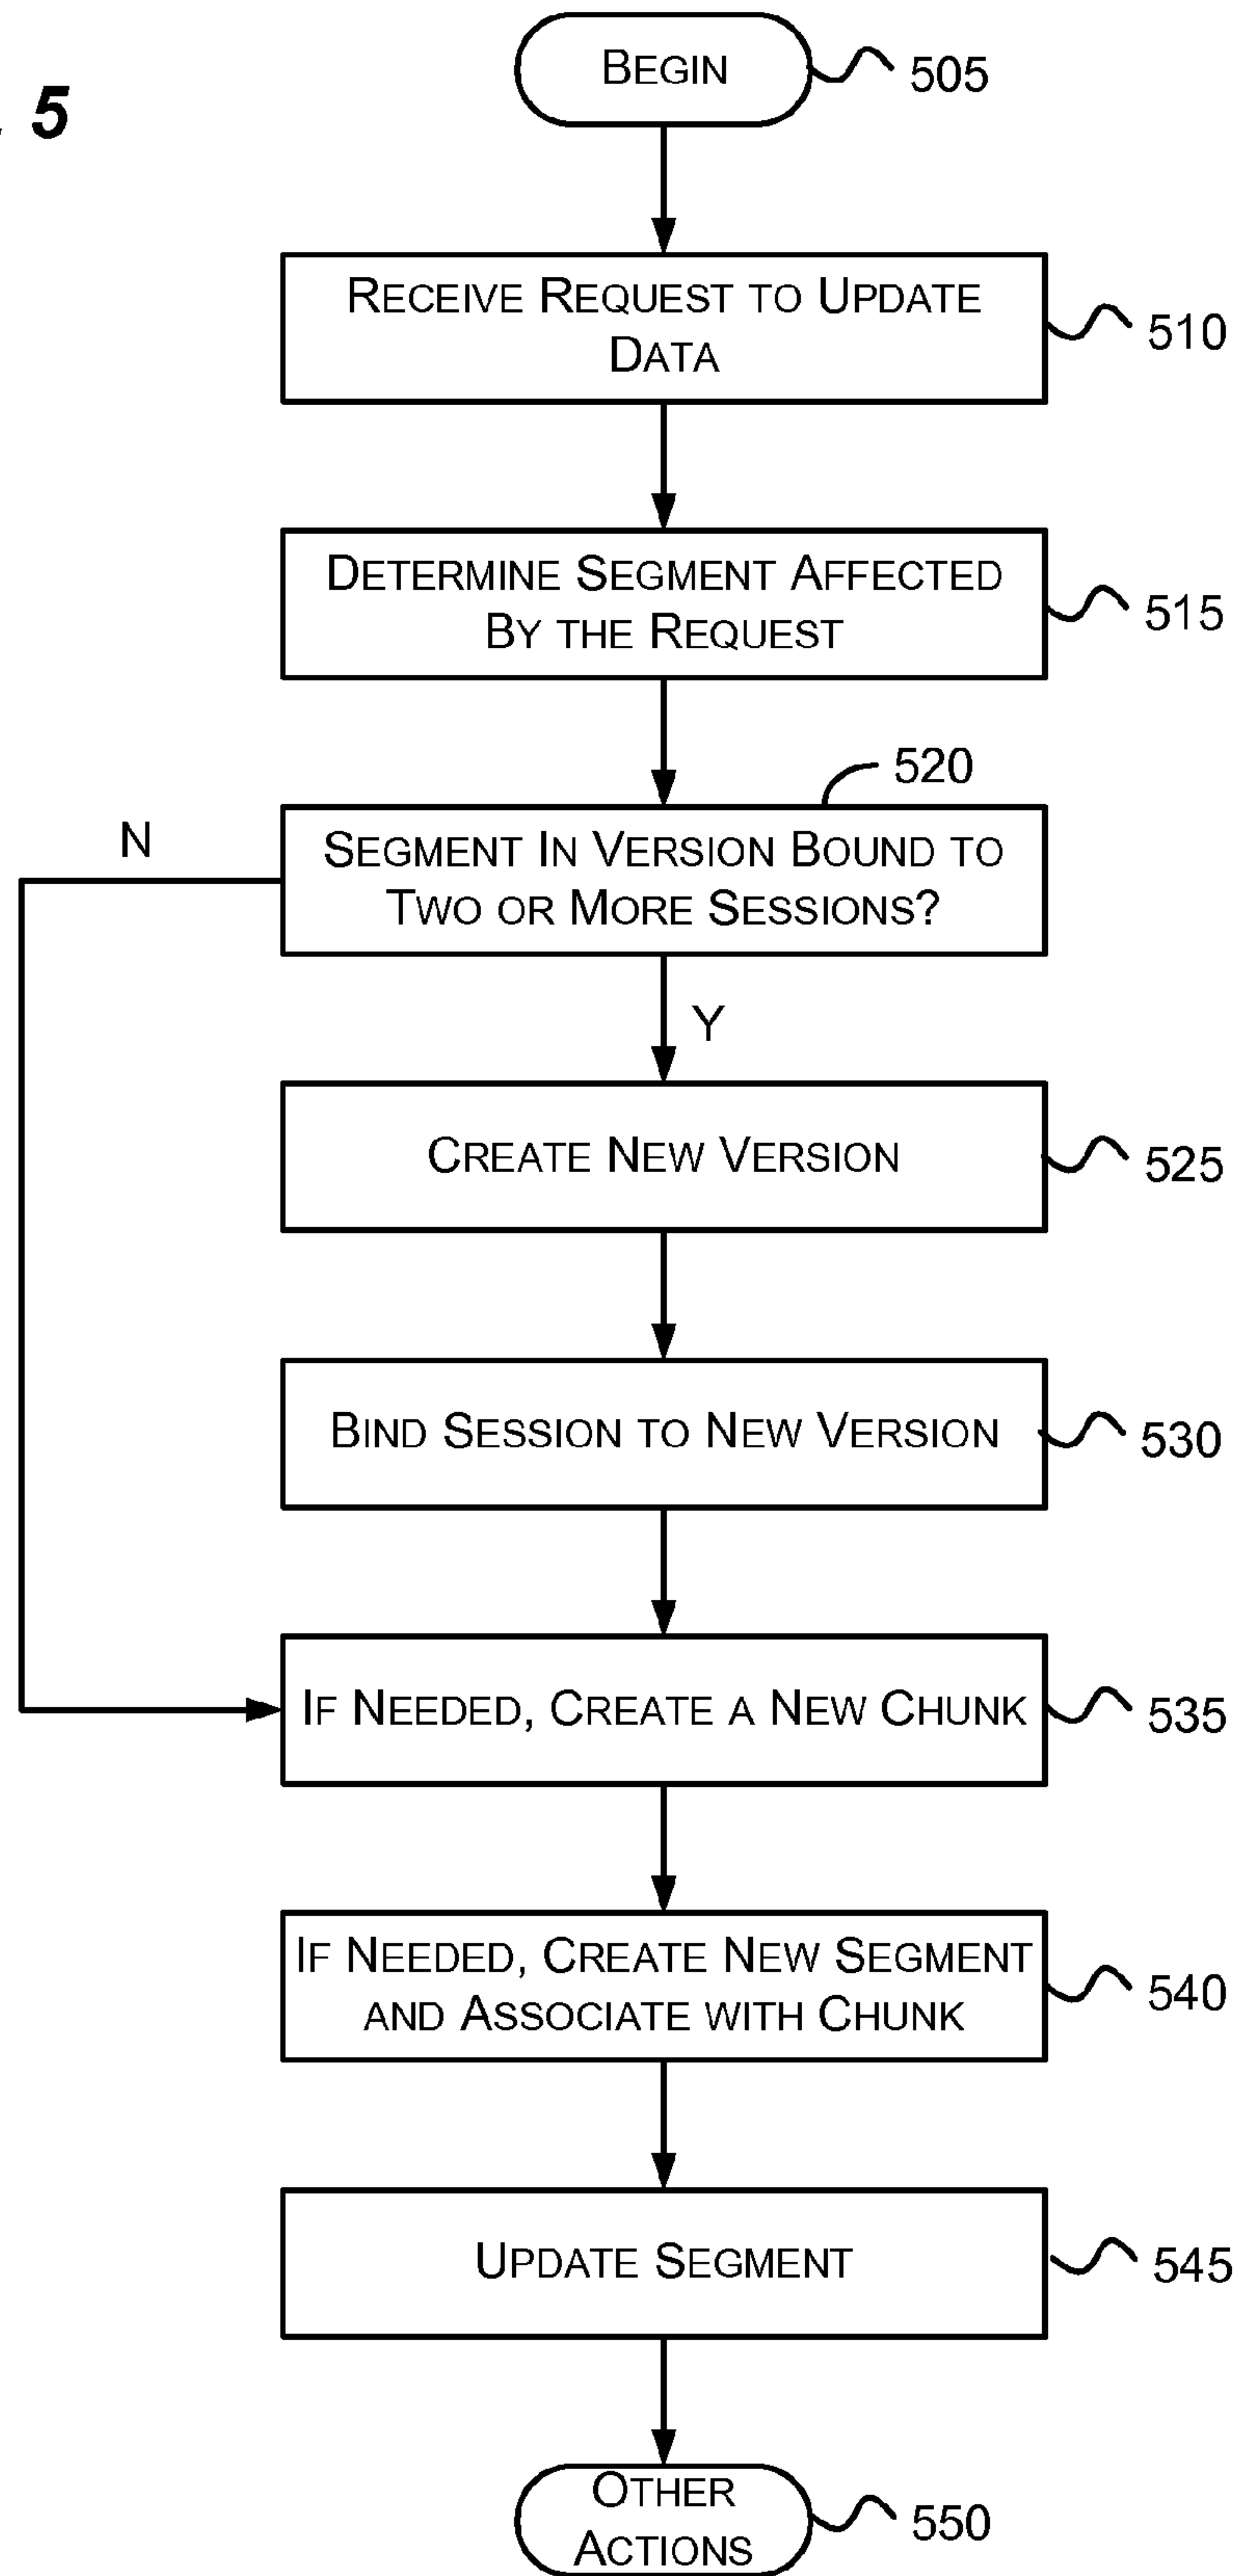 . 5
BEGIN
505
RECEIVE REQUEST TO UPDATE
DATA
510
DETERMINE SEGMENT AFFECTED
BY THE REQUEST
515
520
N
SEGMENT IN VERSION BOUND TO
TWO OR MORE SESSIONS?
Y
CREATE NEW VERSION
525
BIND SESSION TO NEW VERSION
530
IF NEEDED, CREATE A NEW CHUNK
535
IF NEEDED, CREATE NEW SEGMENT
AND ASSOCIATE WITH CHUNK
540
UPDATE SEGMENT
545
OTHER
ACTIONS
550